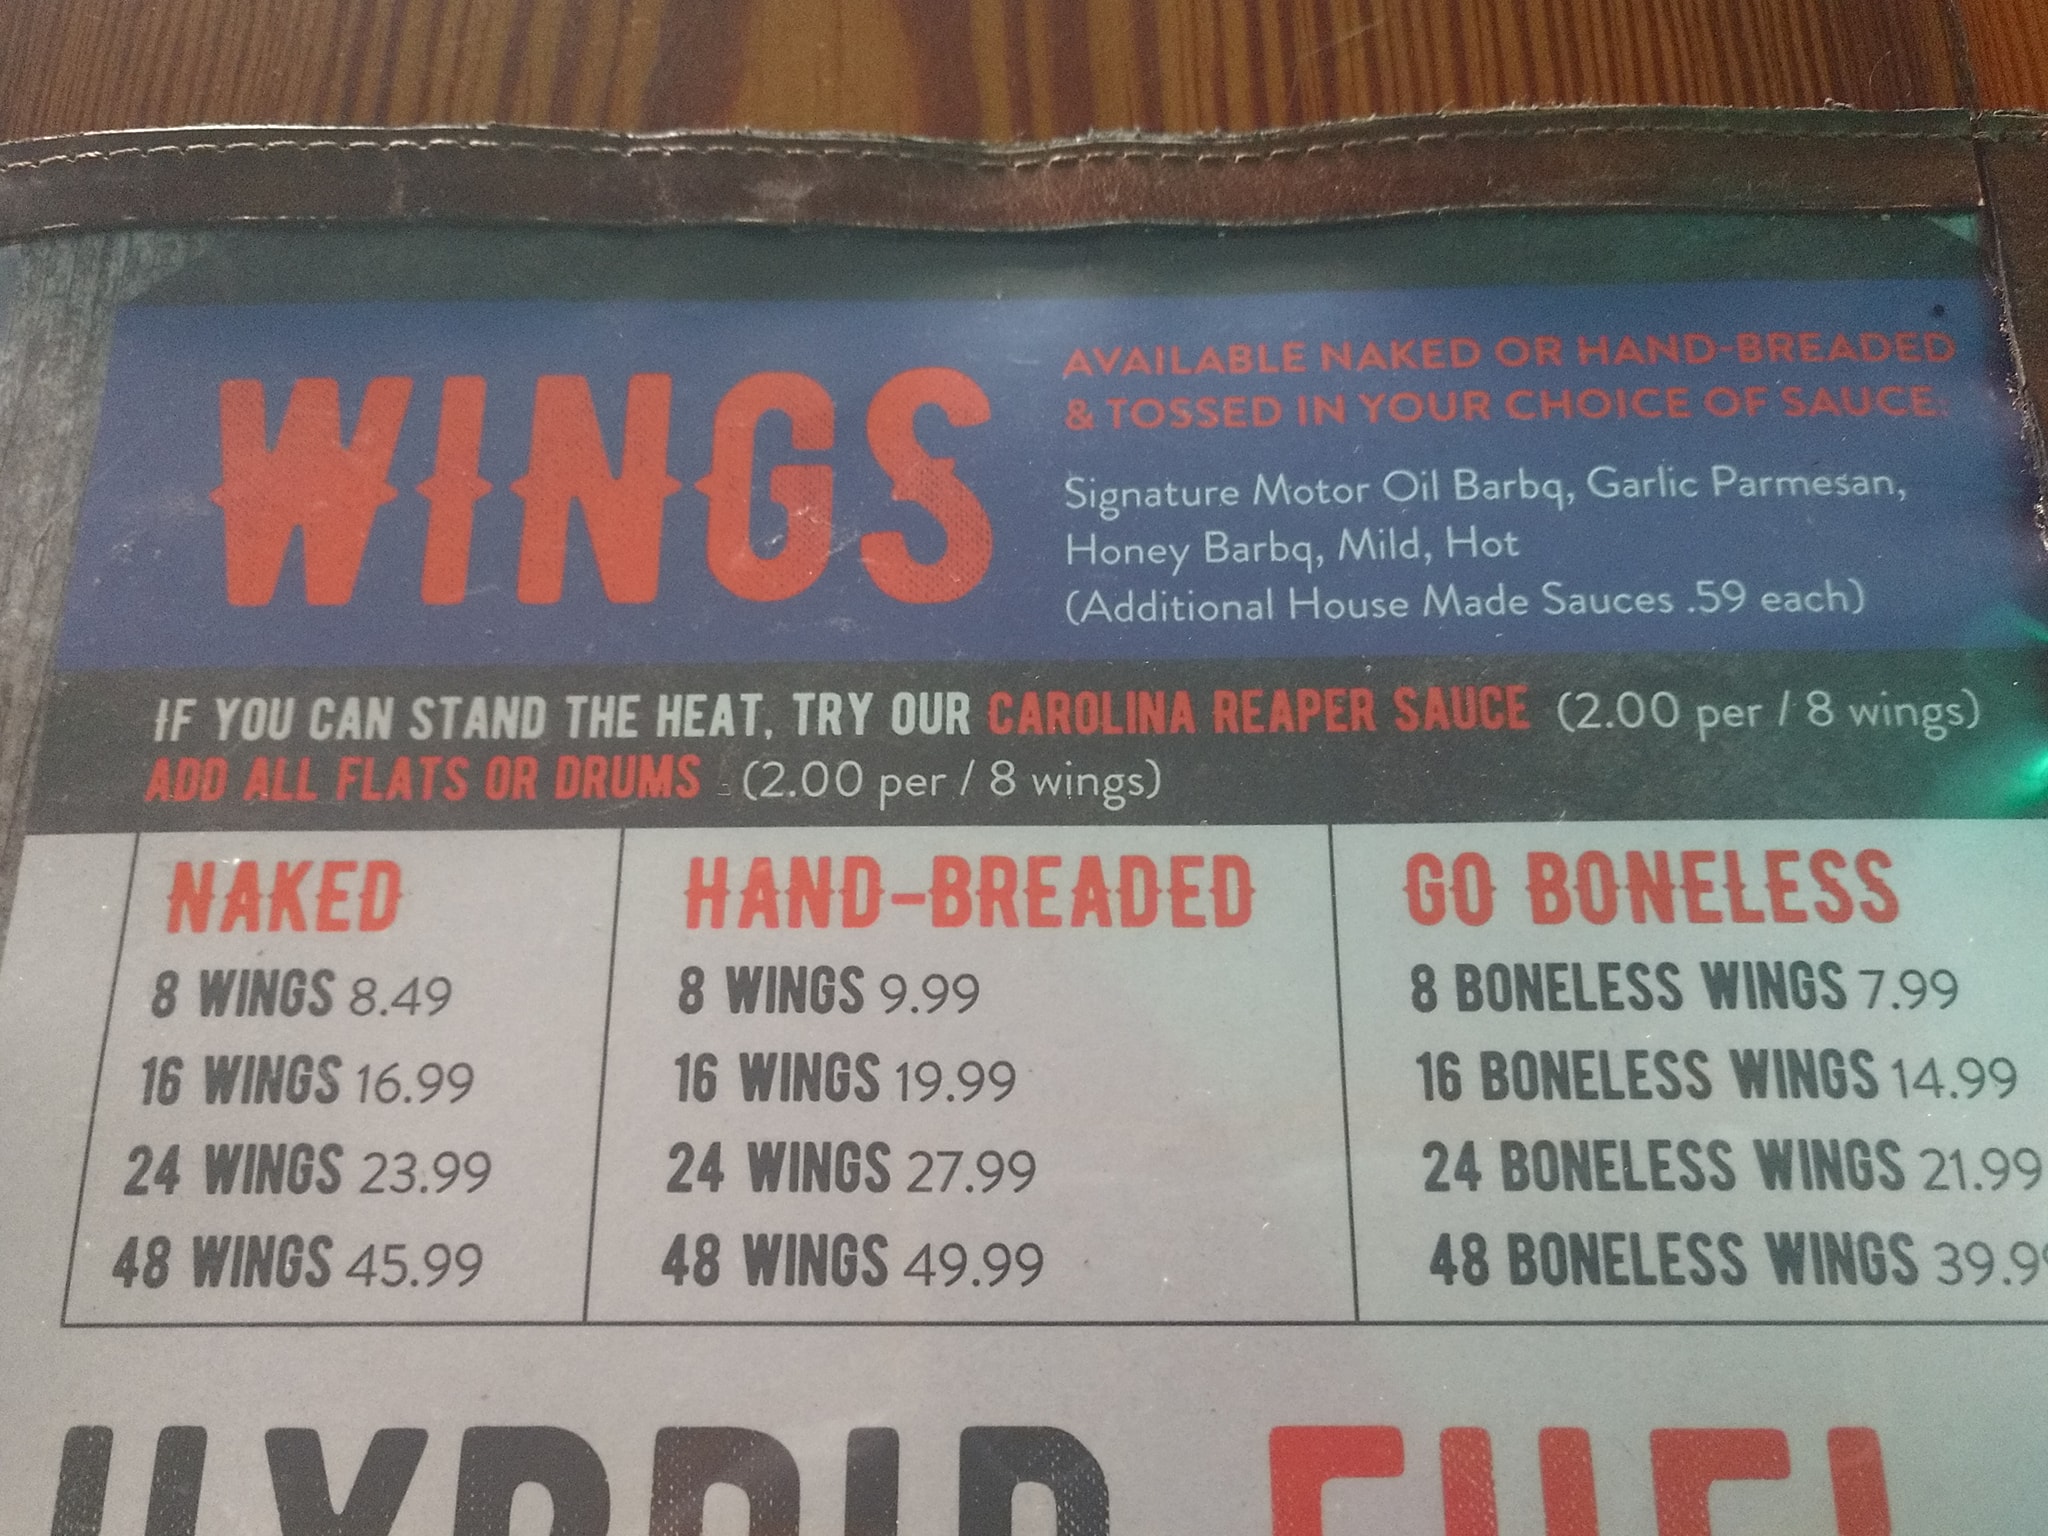 WINGS
AVAILABLE NAKED OR HAND-BREADED
& TOSSED IN YOUR CHOICE OF SAUCE:
Signature Motor Oil Barbq, Garlic Parmesan,
Honey Barbq, Mild, Hot
(Additional House Made Sauces .59 each)
IF YOU CAN STAND THE HEAT, TRY OUR CAROLINA REAPER SAUCE (2.00 per / 8 wings)
ADD ALL FLATS OR DRUMS (2.00 per / 8 wings)
NAKED
8 WINGS 8.49
16 WINGS 16.99
24 WINGS 23.99
48 WINGS 45.99
HAND-BREADED
8 WINGS 9.99
16 WINGS 19.99
24 WINGS 27.99
48 WINGS 49.99
GO BONELESS
8 BONELESS WINGS 7.99
16 BONELESS WINGS 14.99
24 BONELESS WINGS 21.99
48 BONELESS WINGS 39.99
HYBRID FUEL